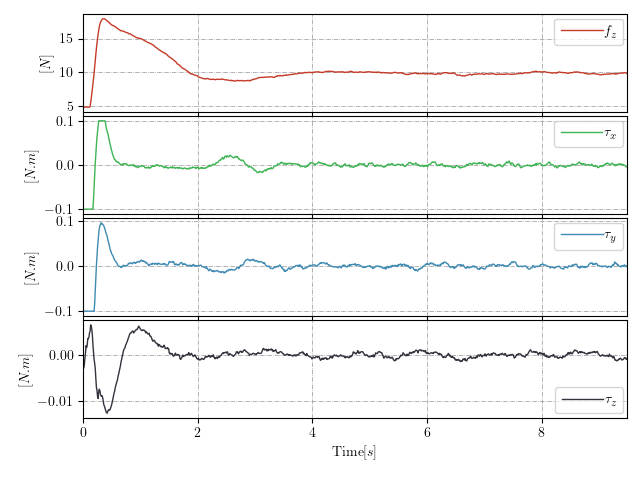 15
10
5
[N]
f_z
0.1
0.0
−0.1
[N.m]
τ_x
0.1
0.0
−0.1
[N.m]
τ_y
0.00
−0.01
[N.m]
τ_z
0 2 4 6 8
Time[s]